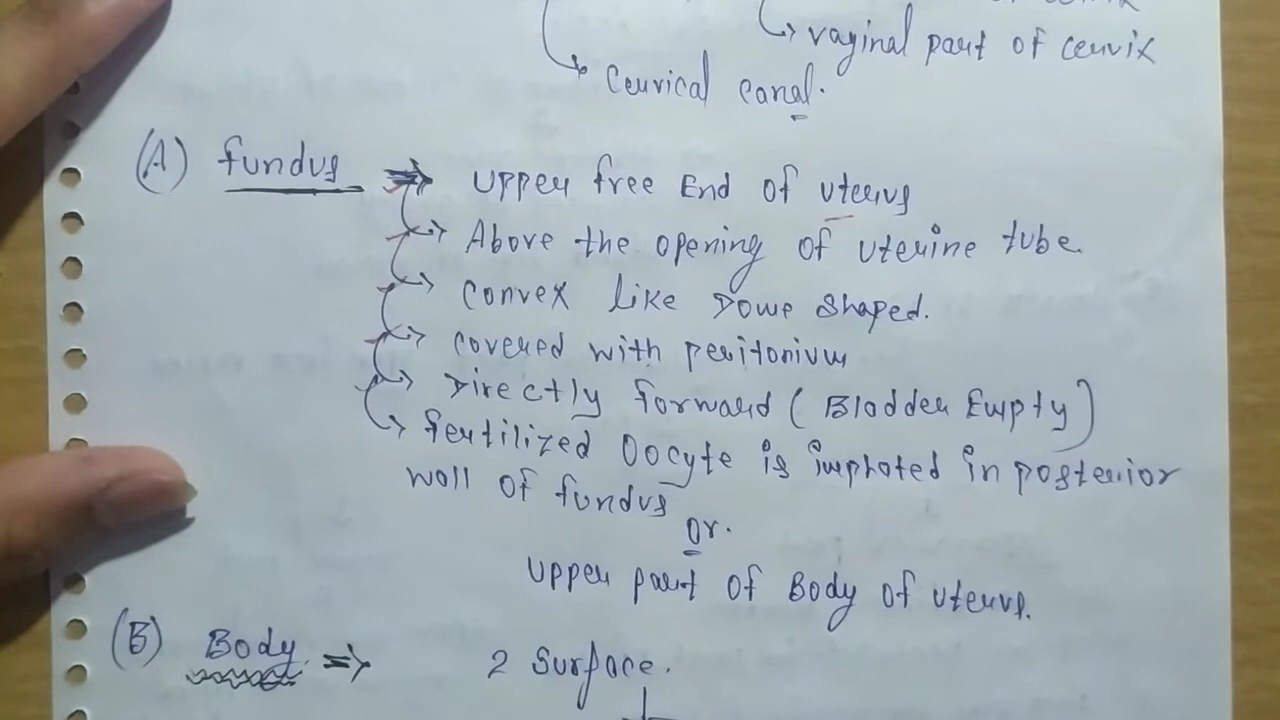 vaginal part of cervix
Cervical canal.
(A) fundus ⇒ Upper free End of uterus
→ Above the opening of uterine tube.
→ Convex like Dome shaped.
→ covered with peritonium
→ Directly forward (Bladder Empty)
→ fertilized Oocyte is implated in posterior
wall of fundus
or.
Upper part of Body of uterus.
(B) Body ⇒ 2 Surface.